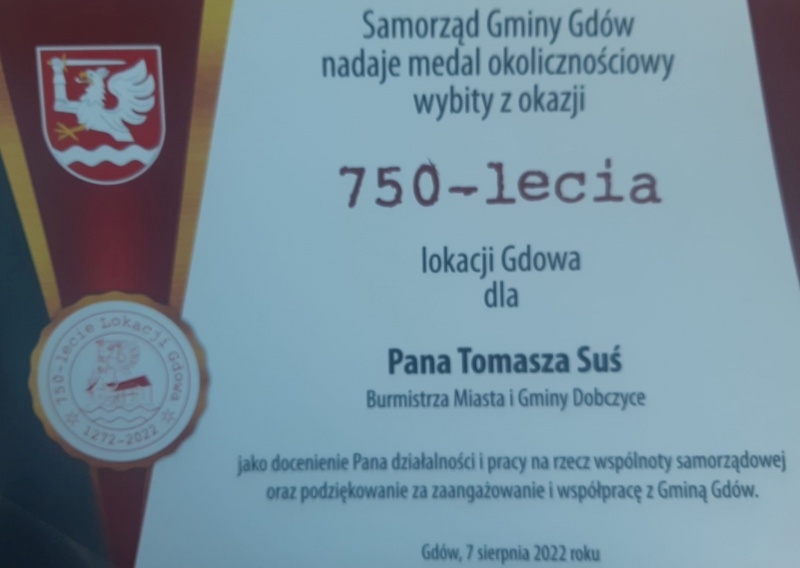 Samorząd Gminy Gdów
nadaje medal okolicznościowy
wybity z okazji
750-lecia
lokacji Gdowa
dla
Pana Tomasza Suś
Burmistrza Miasta i Gminy Dobczyce
jako docenienie Pana działalności i pracy na rzecz wspólnoty samorządowej
oraz podziękowanie za zaangażowanie i współpracę z Gminą Gdów.
Gdów, 7 sierpnia 2022 roku
750-lecie Lokacji Gdowa
1272-2022